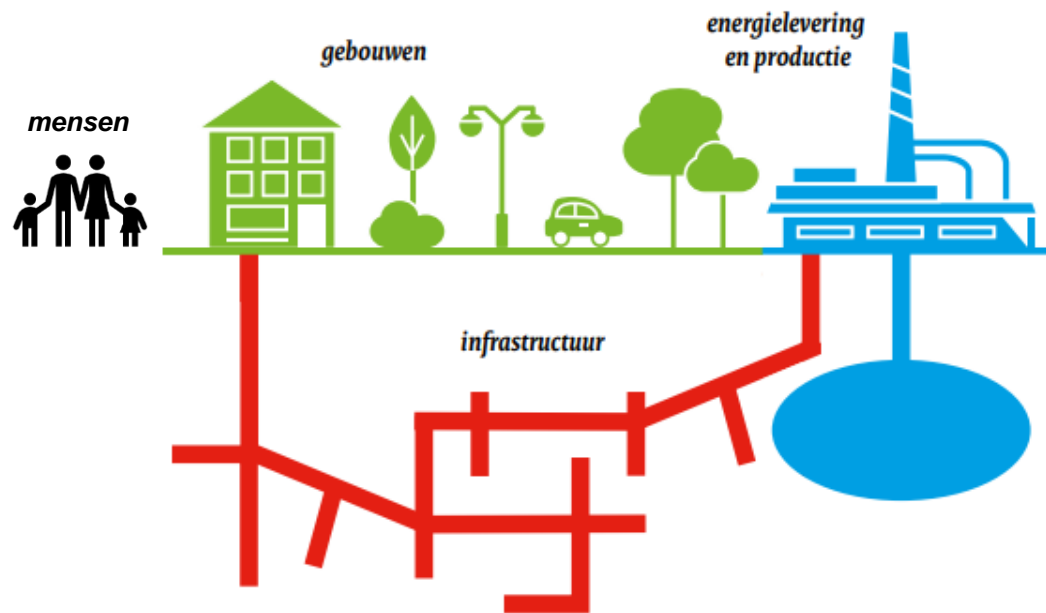 mensen
gebouwen
energielevering
en productie
infrastructuur